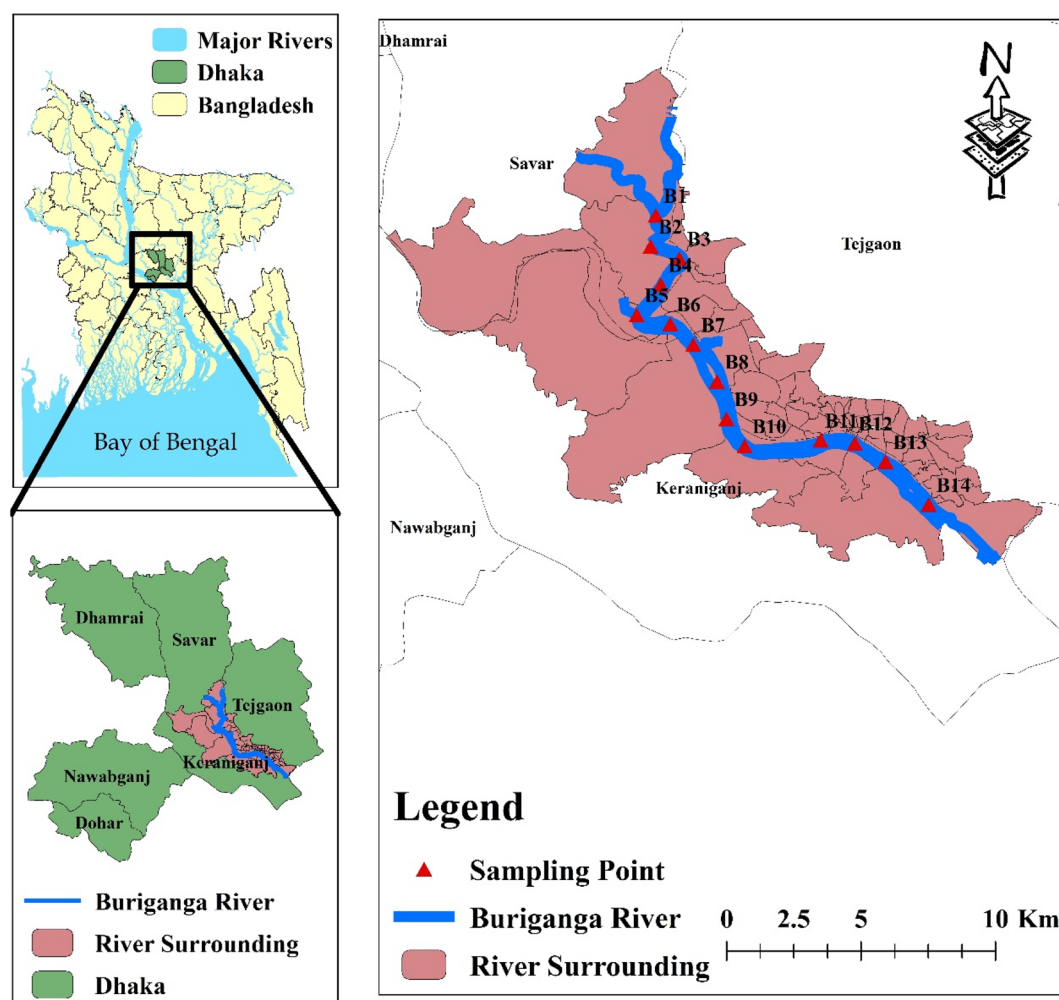 Major Rivers
Dhaka
Bangladesh
Bay of Bengal
Dhamrai
Savar
Tejgaon
Keraniganj
Nawabganj
Dohar
Buriganga River
River Surrounding
Dhaka
Dhamrai
N
Savar
Tejgaon
B1
B2
B3
B4
B5
B6
B7
B8
B9
B10
B11
B12
B13
B14
Keraniganj
Nawabganj
Legend
Sampling Point
Buriganga River
River Surrounding
0 2.5 5 10 Km